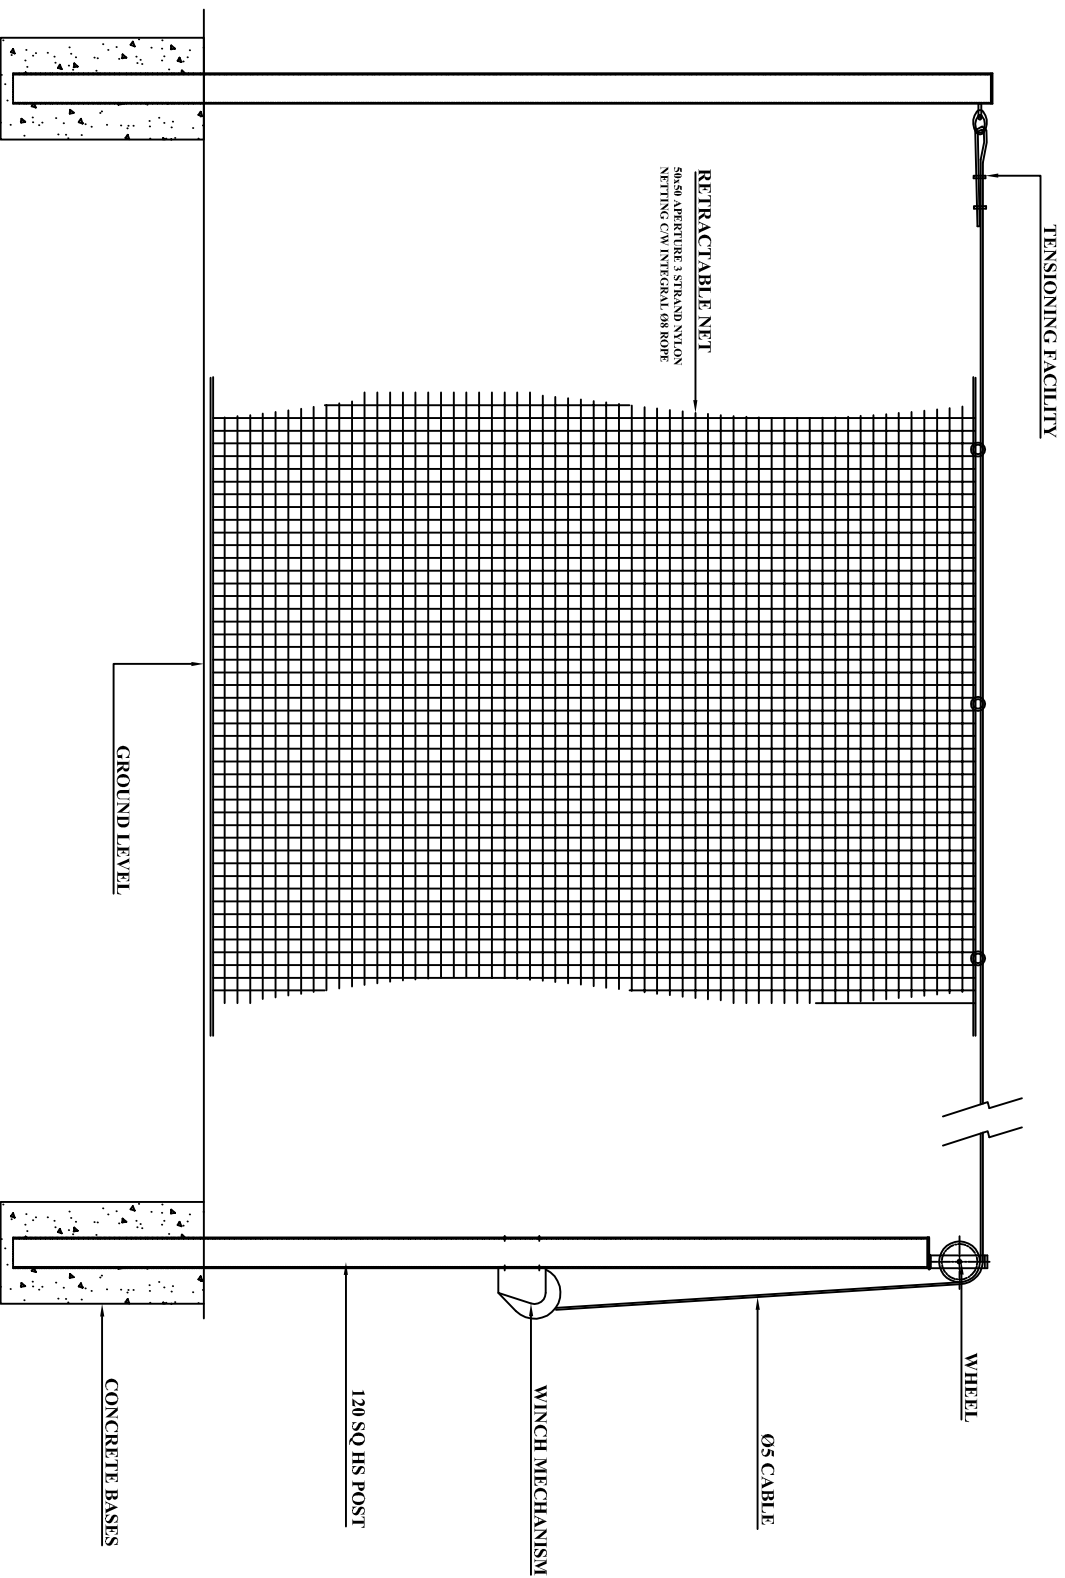 TENSIONING FACILITY
RETRACTABLE NET
50x50 APERTURE 3 STRAND NYLON
NETTING C/W INTEGRAL Ø8 ROPE
GROUND LEVEL
WHEEL
Ø5 CABLE
WINCH MECHANISM
120 SQ HS POST
CONCRETE BASES